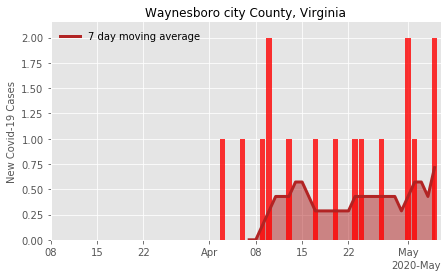 Waynesboro city County, Virginia
7 day moving average
New Covid-19 Cases
2.00
1.75
1.50
1.25
1.00
0.75
0.50
0.25
0.00
08 15 22 Apr 08 15 22 May
2020-May